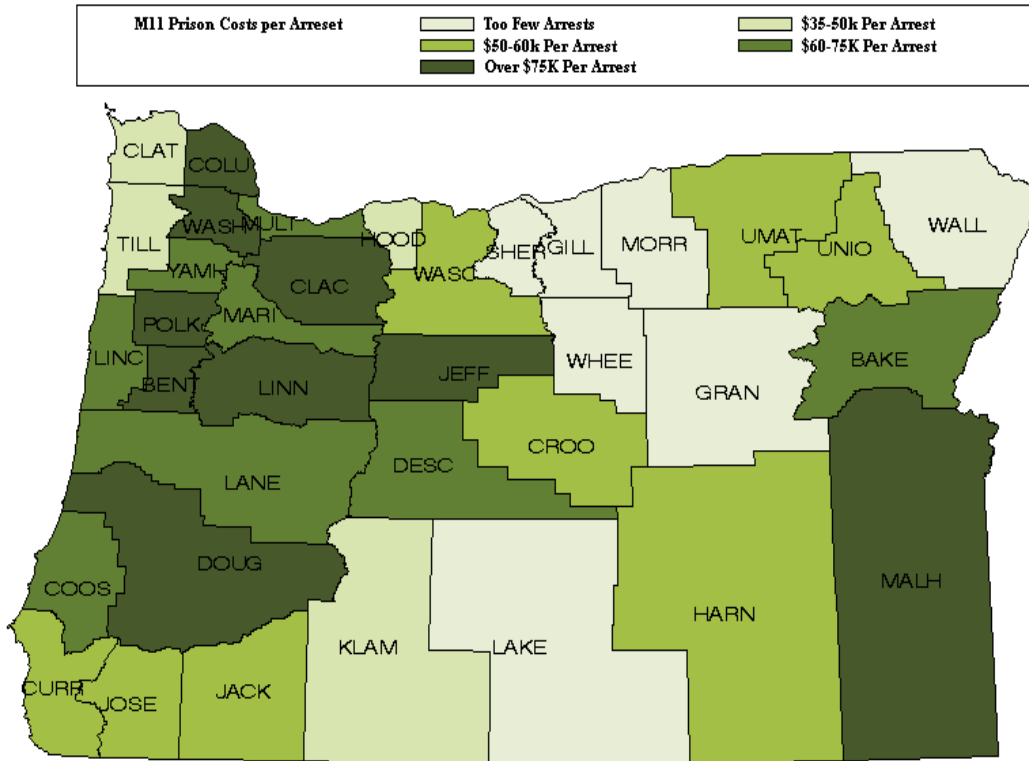 M11 Prison Costs per Arreset
Too Few Arrests
$35-50k Per Arrest
$50-60k Per Arrest
$60-75K Per Arrest
Over $75K Per Arrest
CLAT
COLU
WASH
MULT
TILL
HOOD
WASC
SHER
GILL
MORR
UMAT
UNIO
WALL
YAMH
CLAC
POLK
MARI
LINC
BENT
LINN
JEFF
WHEE
GRAN
BAKE
CROO
DESC
LANE
DOUG
COOS
MALH
HARN
KLAM
LAKE
CURR
JOSE
JACK